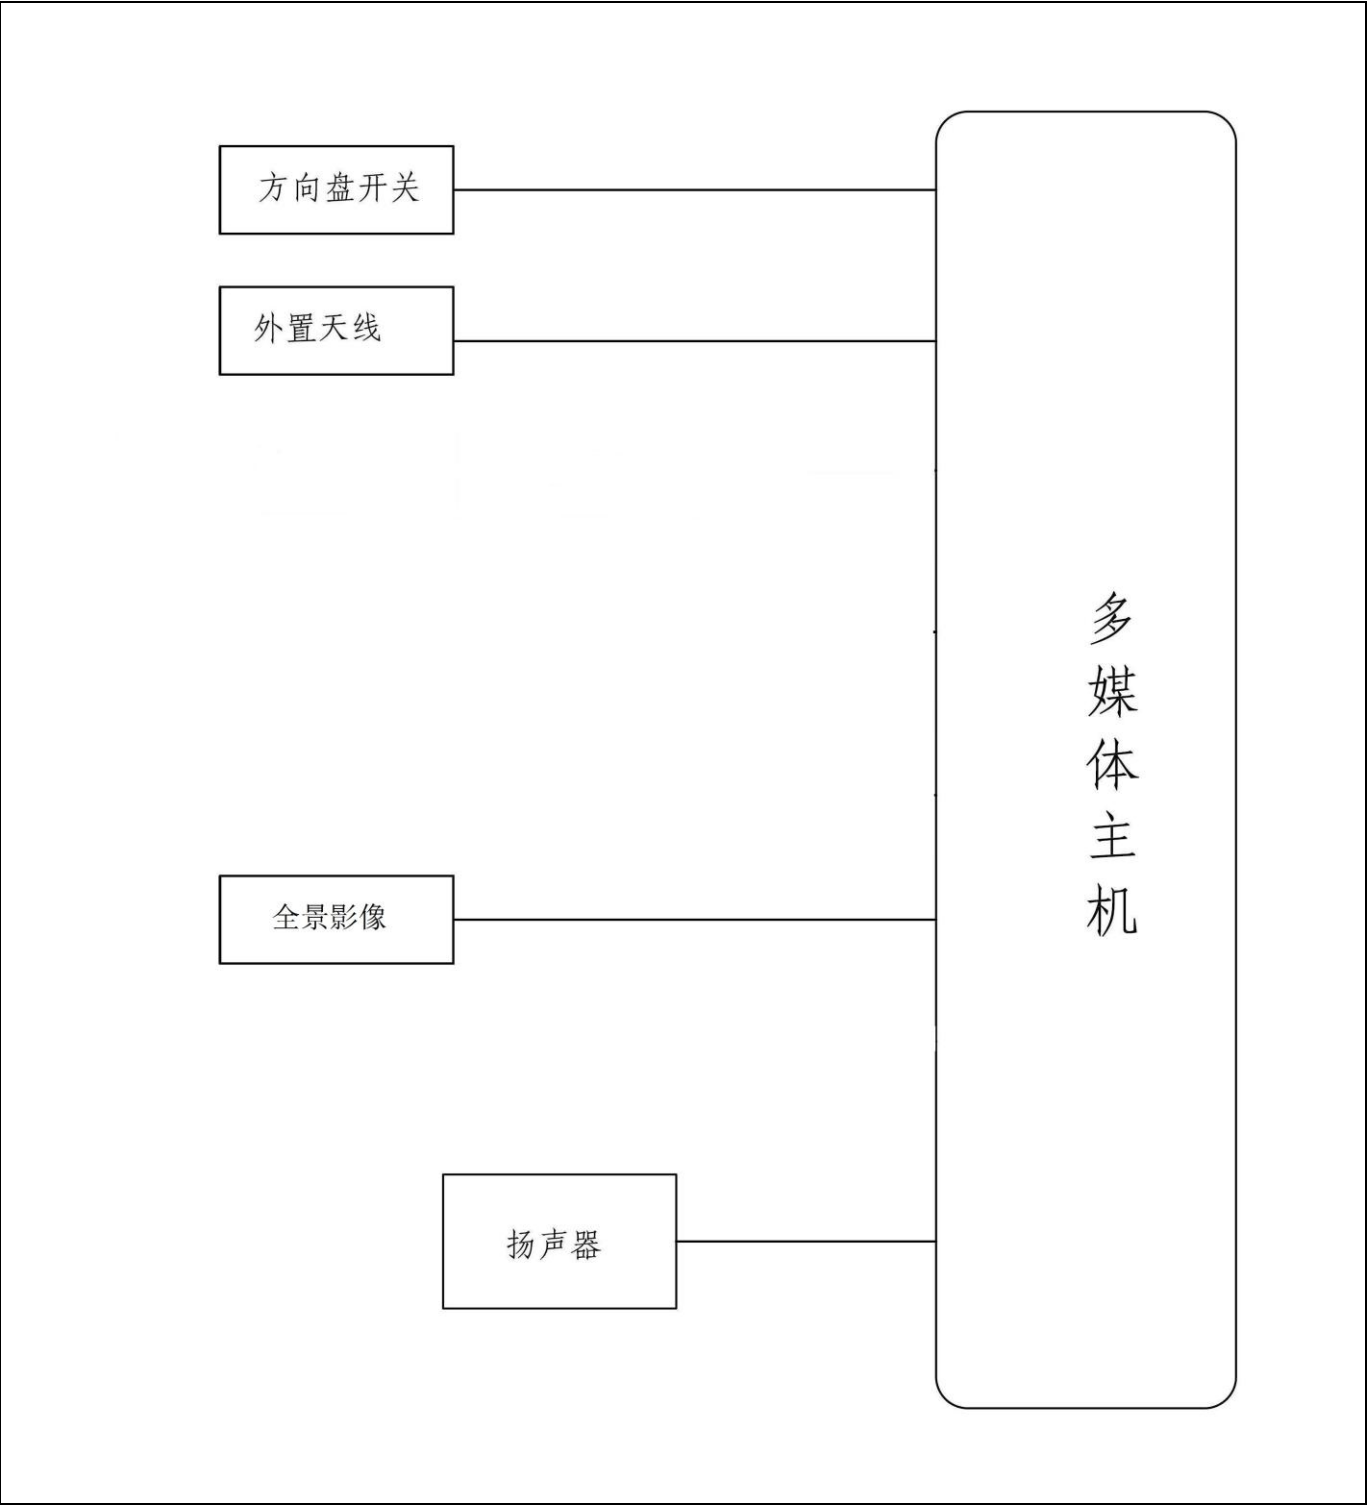 方向盘开关
外置天线
全景影像
扬声器
多媒体主机